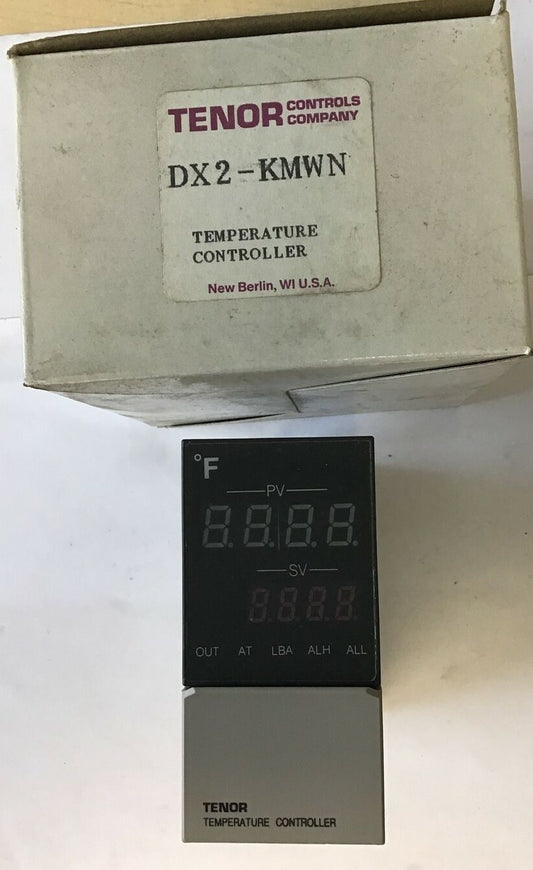 TENOR CONTROLS COMPANY
DX2-KMWN
TEMPERATURE
CONTROLLER
New Berlin, WI U.S.A.
°F
PV
8.8.8.8.
SV
8.8.8.8.
OUT AT LBA ALH ALL
TENOR
TEMPERATURE CONTROLLER